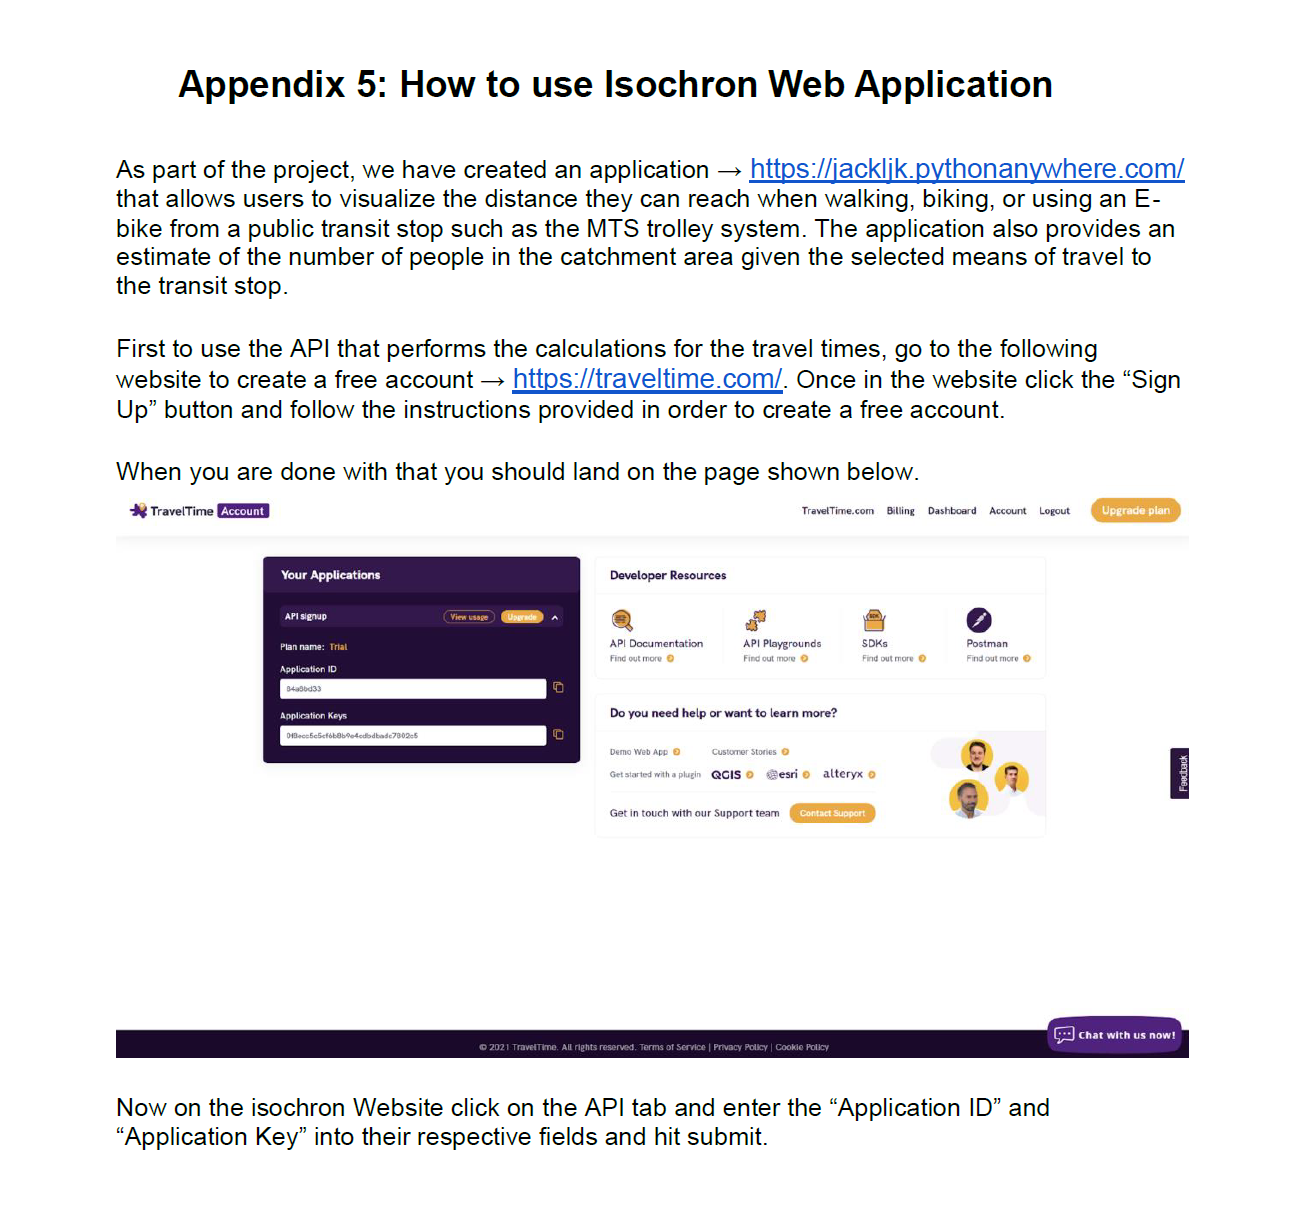 Appendix 5: How to use Isochron Web Application
As part of the project, we have created an application → https://jackljk.pythonanywhere.com/
that allows users to visualize the distance they can reach when walking, biking, or using an E-
bike from a public transit stop such as the MTS trolley system. The application also provides an
estimate of the number of people in the catchment area given the selected means of travel to
the transit stop.
First to use the API that performs the calculations for the travel times, go to the following
website to create a free account → https://traveltime.com/. Once in the website click the “Sign
Up” button and follow the instructions provided in order to create a free account.
When you are done with that you should land on the page shown below.
TravelTime Account
TravelTime.com Billing Dashboard Account Logout Upgrade plan
Your Applications
API signup View usage Upgrade
Plan name: Trial
Application ID
Application Keys
Developer Resources
API Documentation
Find out more
API Playgrounds
Find out more
SDK
SDKs
Find out more
Postman
Find out more
Do you need help or want to learn more?
Demo Web App Customer Stories
Get started with a plugin QGIS esri alteryx
Get in touch with our Support team Contact Support
Feedback
Chat with us now!
© 2021 TravelTime. All rights reserved. Terms of Service | Privacy Policy | Cookie Policy
Now on the isochron Website click on the API tab and enter the “Application ID” and
“Application Key” into their respective fields and hit submit.